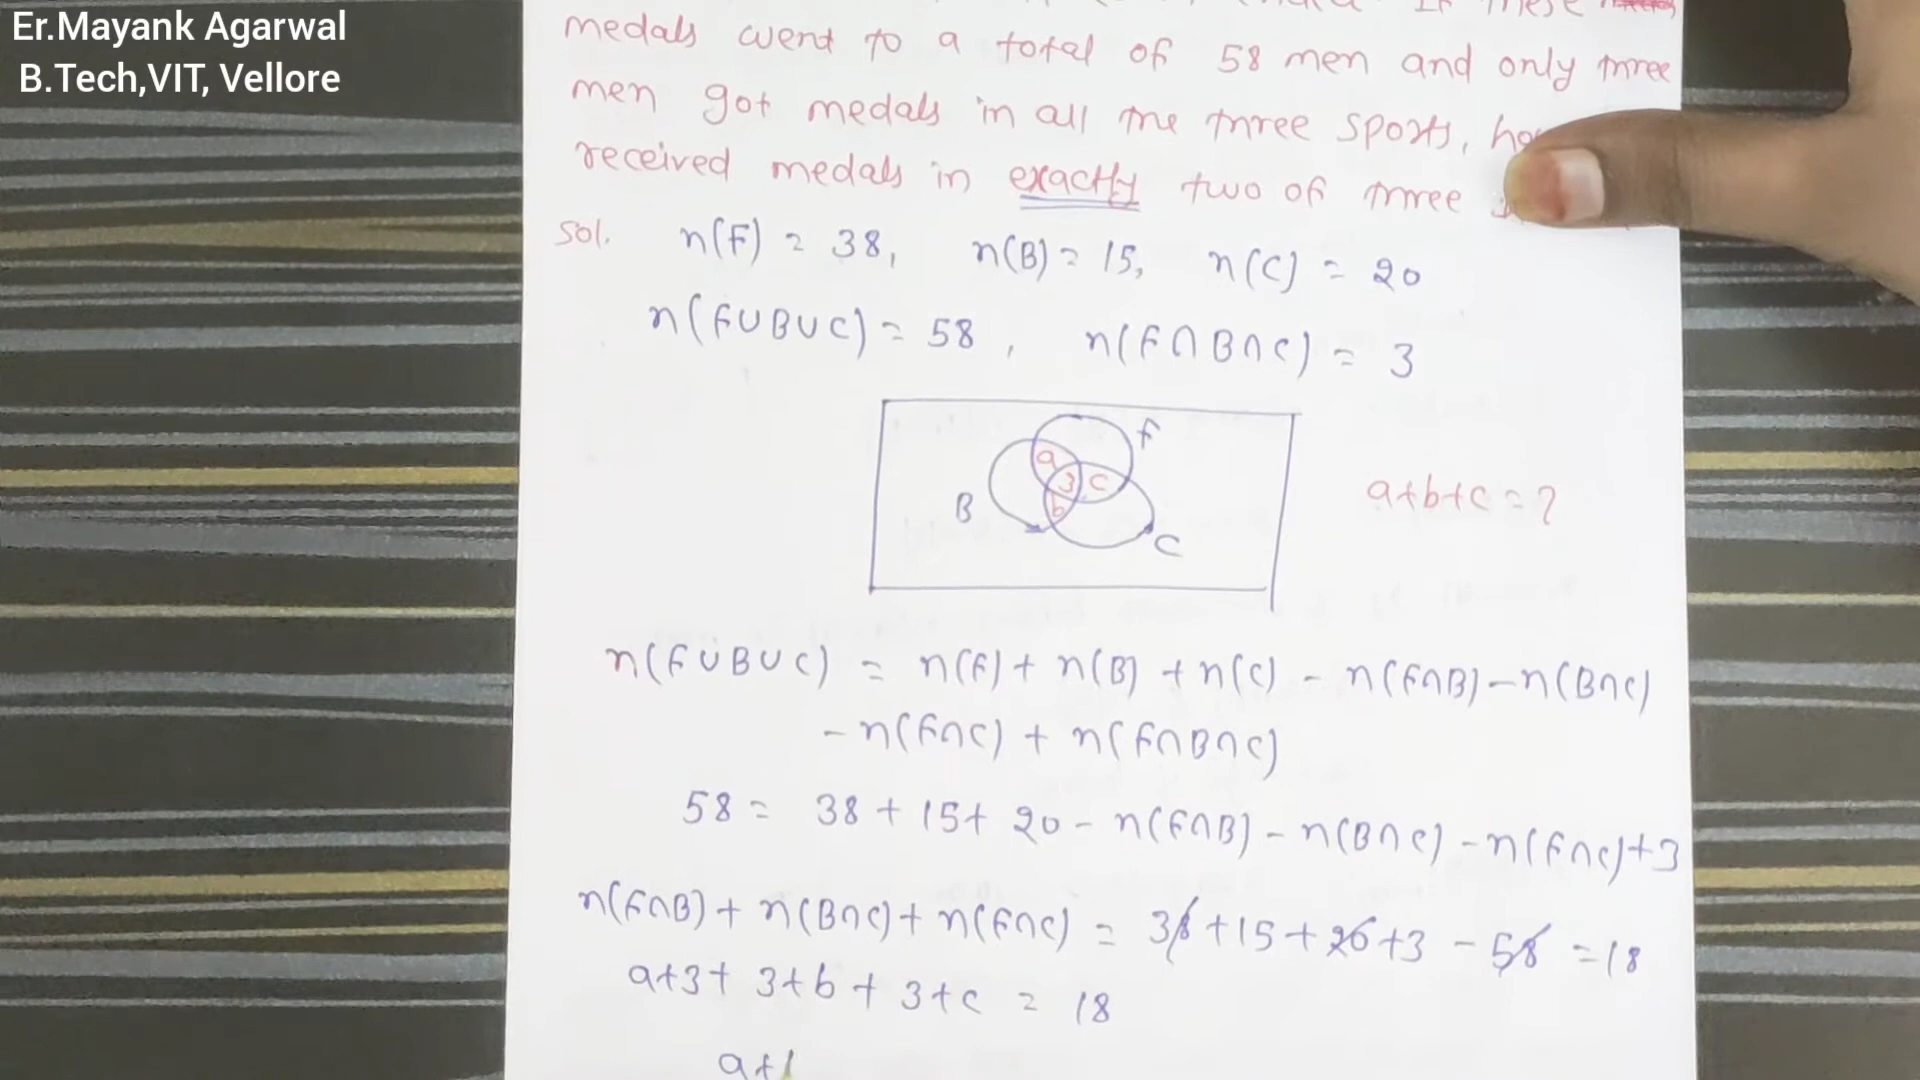 Er.Mayank Agarwal
B.Tech,VIT, Vellore
If these
medals went to a total of 58 men and only three
men got medals in all the three sports,
received medals in exactly two of three
Sol. n(F) = 38, n(B) = 15, n(C) = 20
n(F∪B∪C) = 58, n(F∩B∩C) = 3
F
a
3 c
B b
C
a+b+c = ?
n(F∪B∪C) = n(F) + n(B) + n(C) - n(F∩B) - n(B∩C)
- n(F∩C) + n(F∩B∩C)
58 = 38 + 15 + 20 - n(F∩B) - n(B∩C) - n(F∩C) + 3
n(F∩B) + n(B∩C) + n(F∩C) = 38 + 15 + 20 + 3 - 58 = 18
a+3 + 3+b + 3+c = 18
a+